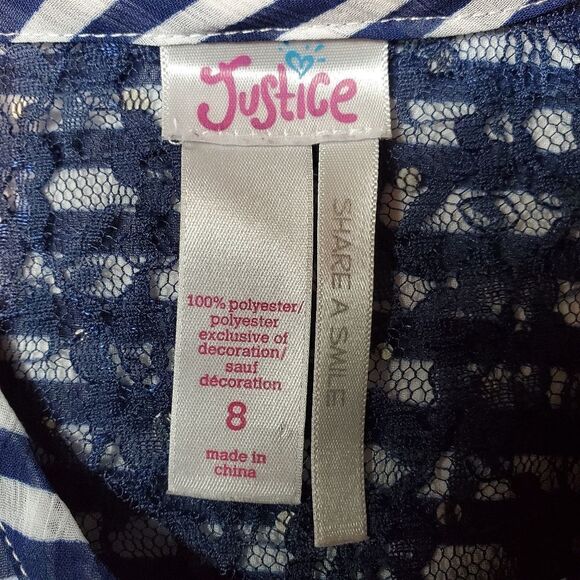 Justice
100% polyester/
polyester
exclusive of
decoration/
sauf
décoration
8
made in
china
SHARE A SMILE